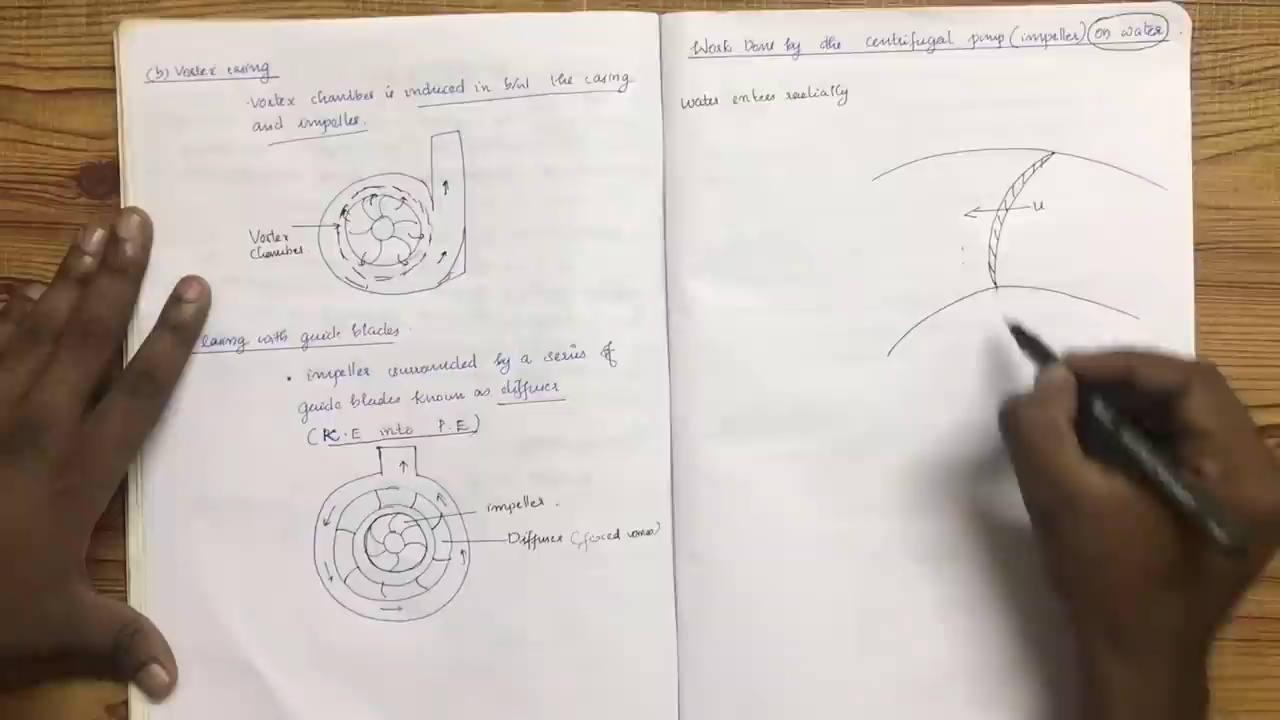 (b) Vortex casing
. Vortex chamber is induced in b/w the casing
and impeller.
Vortex
chamber
casing with guide blades.
. impeller surrounded by a series of
guide blades known as diffuser
(K.E into P.E)
impeller.
Diffuser (fixed vanes)
Work Done by the centrifugal pump (impeller) on water.
Water enters radially
u